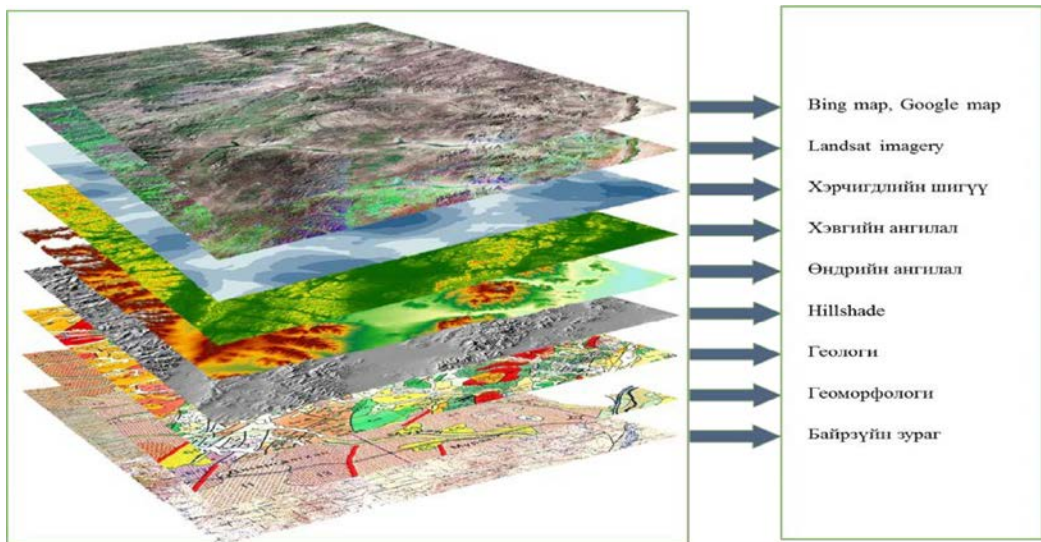 Bing map, Google map
Landsat imagery
Хэрчигдлийн шигүү
Хэвгийн ангилал
Өндрийн ангилал
Hillshade
Геологи
Геоморфологи
Байрзүйн зураг